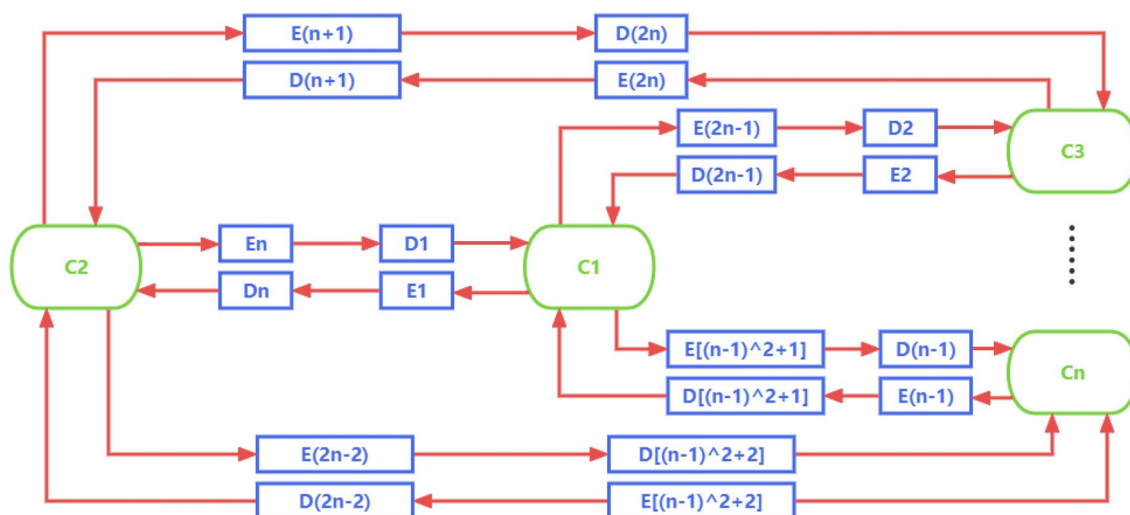 E(n+1) D(2n)
D(n+1) E(2n)
E(2n-1) D2
C3
D(2n-1) E2
En D1
C2 C1
Dn E1
E[(n-1)^2+1] D(n-1)
Cn
D[(n-1)^2+1] E(n-1)
E(2n-2) D[(n-1)^2+2]
D(2n-2) E[(n-1)^2+2]